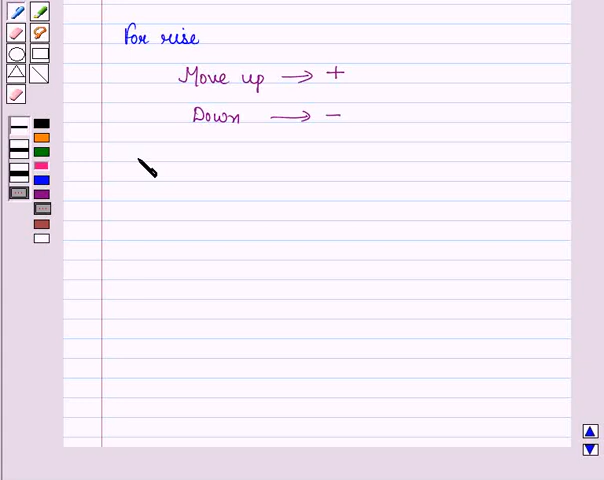 For rise
Move up → +
Down → −